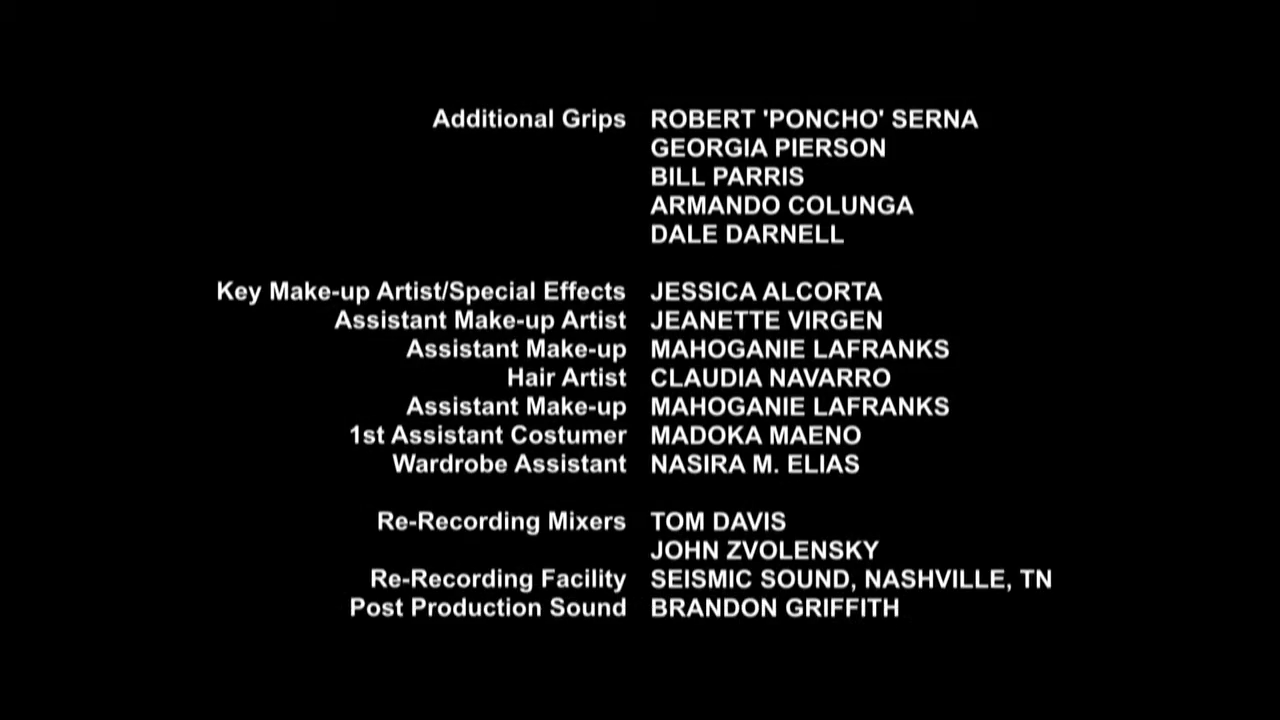 Additional Grips ROBERT 'PONCHO' SERNA
GEORGIA PIERSON
BILL PARRIS
ARMANDO COLUNGA
DALE DARNELL
Key Make-up Artist/Special Effects JESSICA ALCORTA
Assistant Make-up Artist JEANETTE VIRGEN
Assistant Make-up MAHOGANIE LAFRANKS
Hair Artist CLAUDIA NAVARRO
Assistant Make-up MAHOGANIE LAFRANKS
1st Assistant Costumer MADOKA MAENO
Wardrobe Assistant NASIRA M. ELIAS
Re-Recording Mixers TOM DAVIS
JOHN ZVOLENSKY
Re-Recording Facility SEISMIC SOUND, NASHVILLE, TN
Post Production Sound BRANDON GRIFFITH